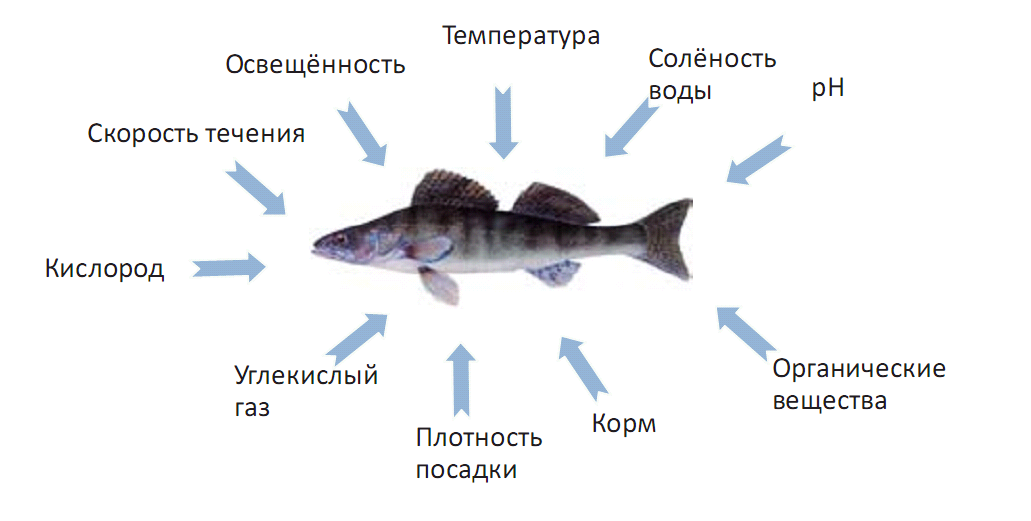 Температура
Освещённость
Солёность
воды
pH
Скорость течения
Кислород
Углекислый
газ
Плотность
посадки
Корм
Органические
вещества